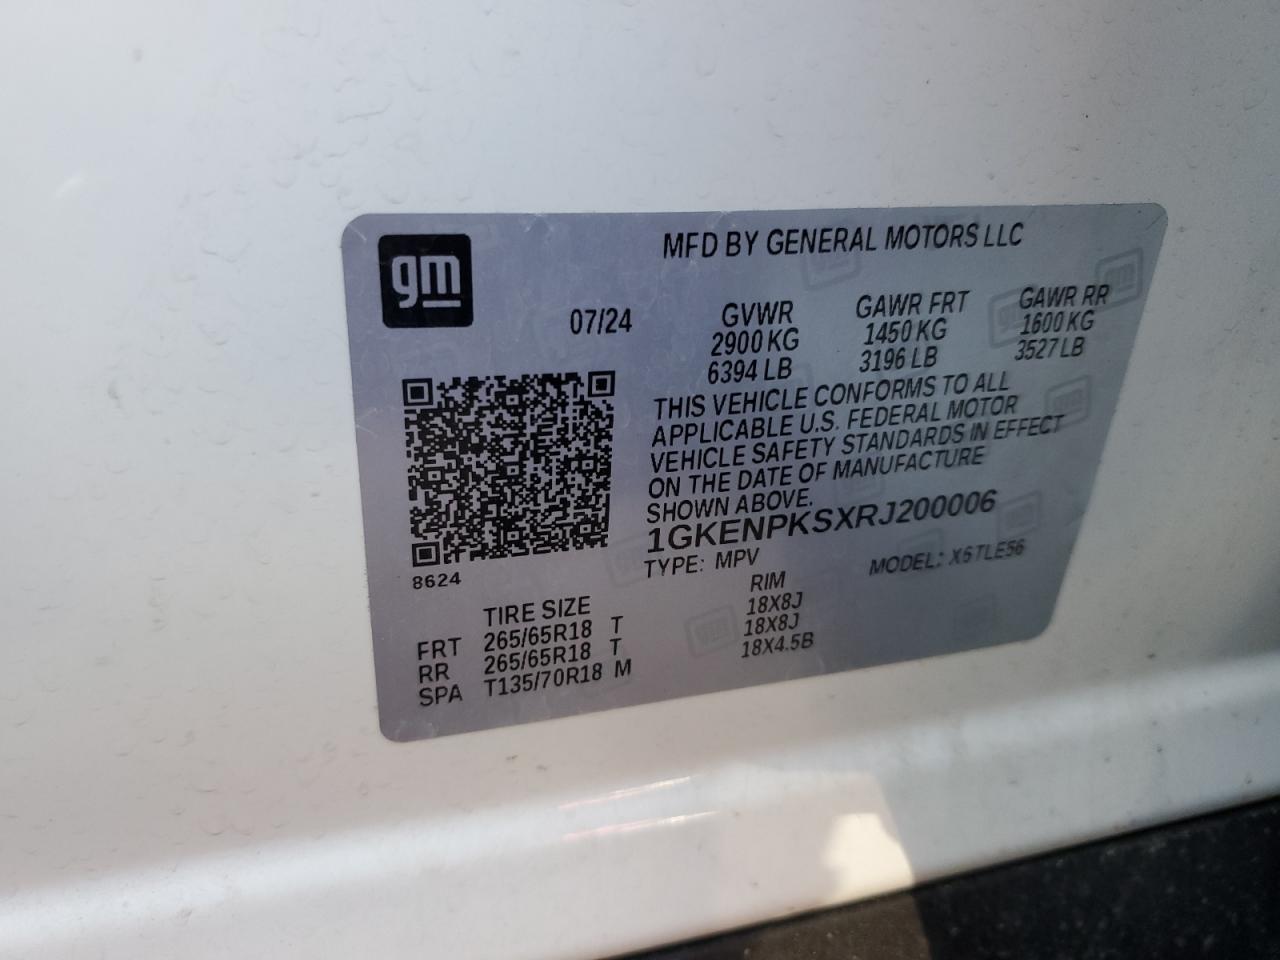 gm
MFD BY GENERAL MOTORS LLC
07/24
GVWR GAWR FRT GAWR RR
2900 KG 1450 KG 1600 KG
6394 LB 3196 LB 3527 LB
THIS VEHICLE CONFORMS TO ALL
APPLICABLE U.S. FEDERAL MOTOR
VEHICLE SAFETY STANDARDS IN EFFECT
ON THE DATE OF MANUFACTURE
SHOWN ABOVE.
1GKENPKSXRJ200006
TYPE: MPV MODEL: X6TLE56
8624
TIRE SIZE RIM
FRT 265/65R18 T 18X8J
RR 265/65R18 T 18X8J
SPA T135/70R18 M 18X4.5B